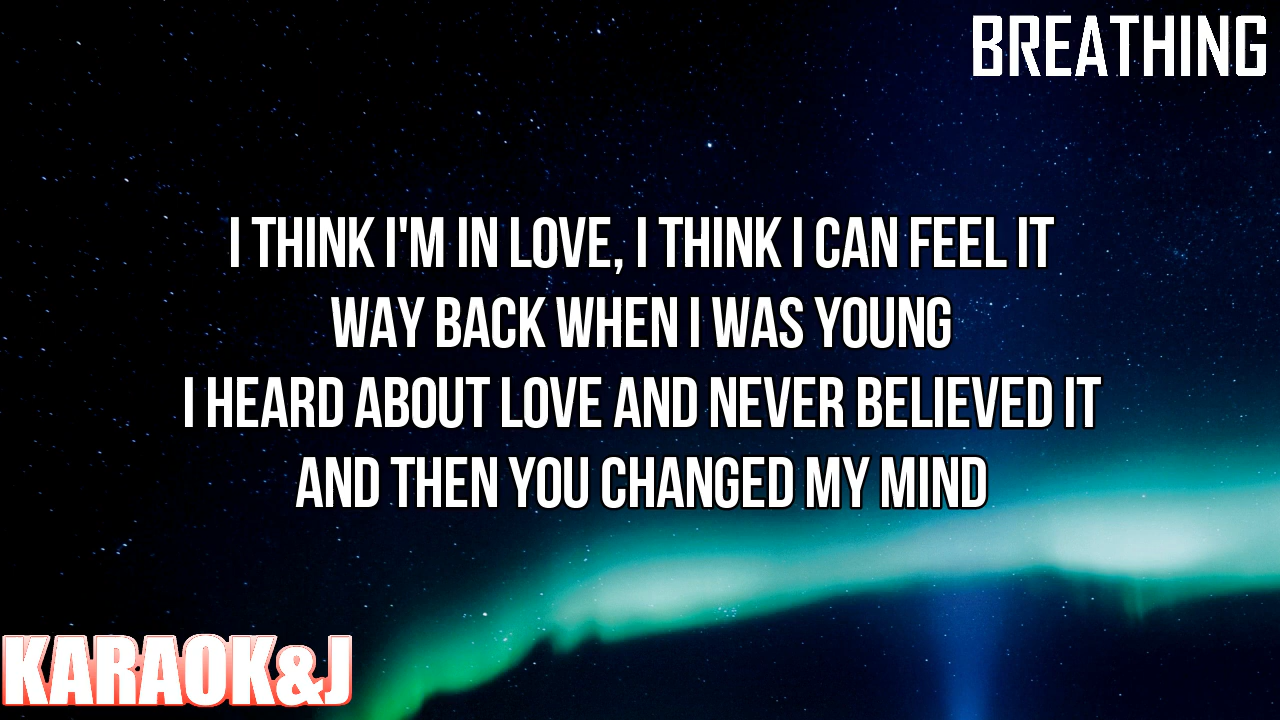 BREATHING
I THINK I'M IN LOVE, I THINK I CAN FEEL IT
WAY BACK WHEN I WAS YOUNG
I HEARD ABOUT LOVE AND NEVER BELIEVED IT
AND THEN YOU CHANGED MY MIND
KARAOK&J